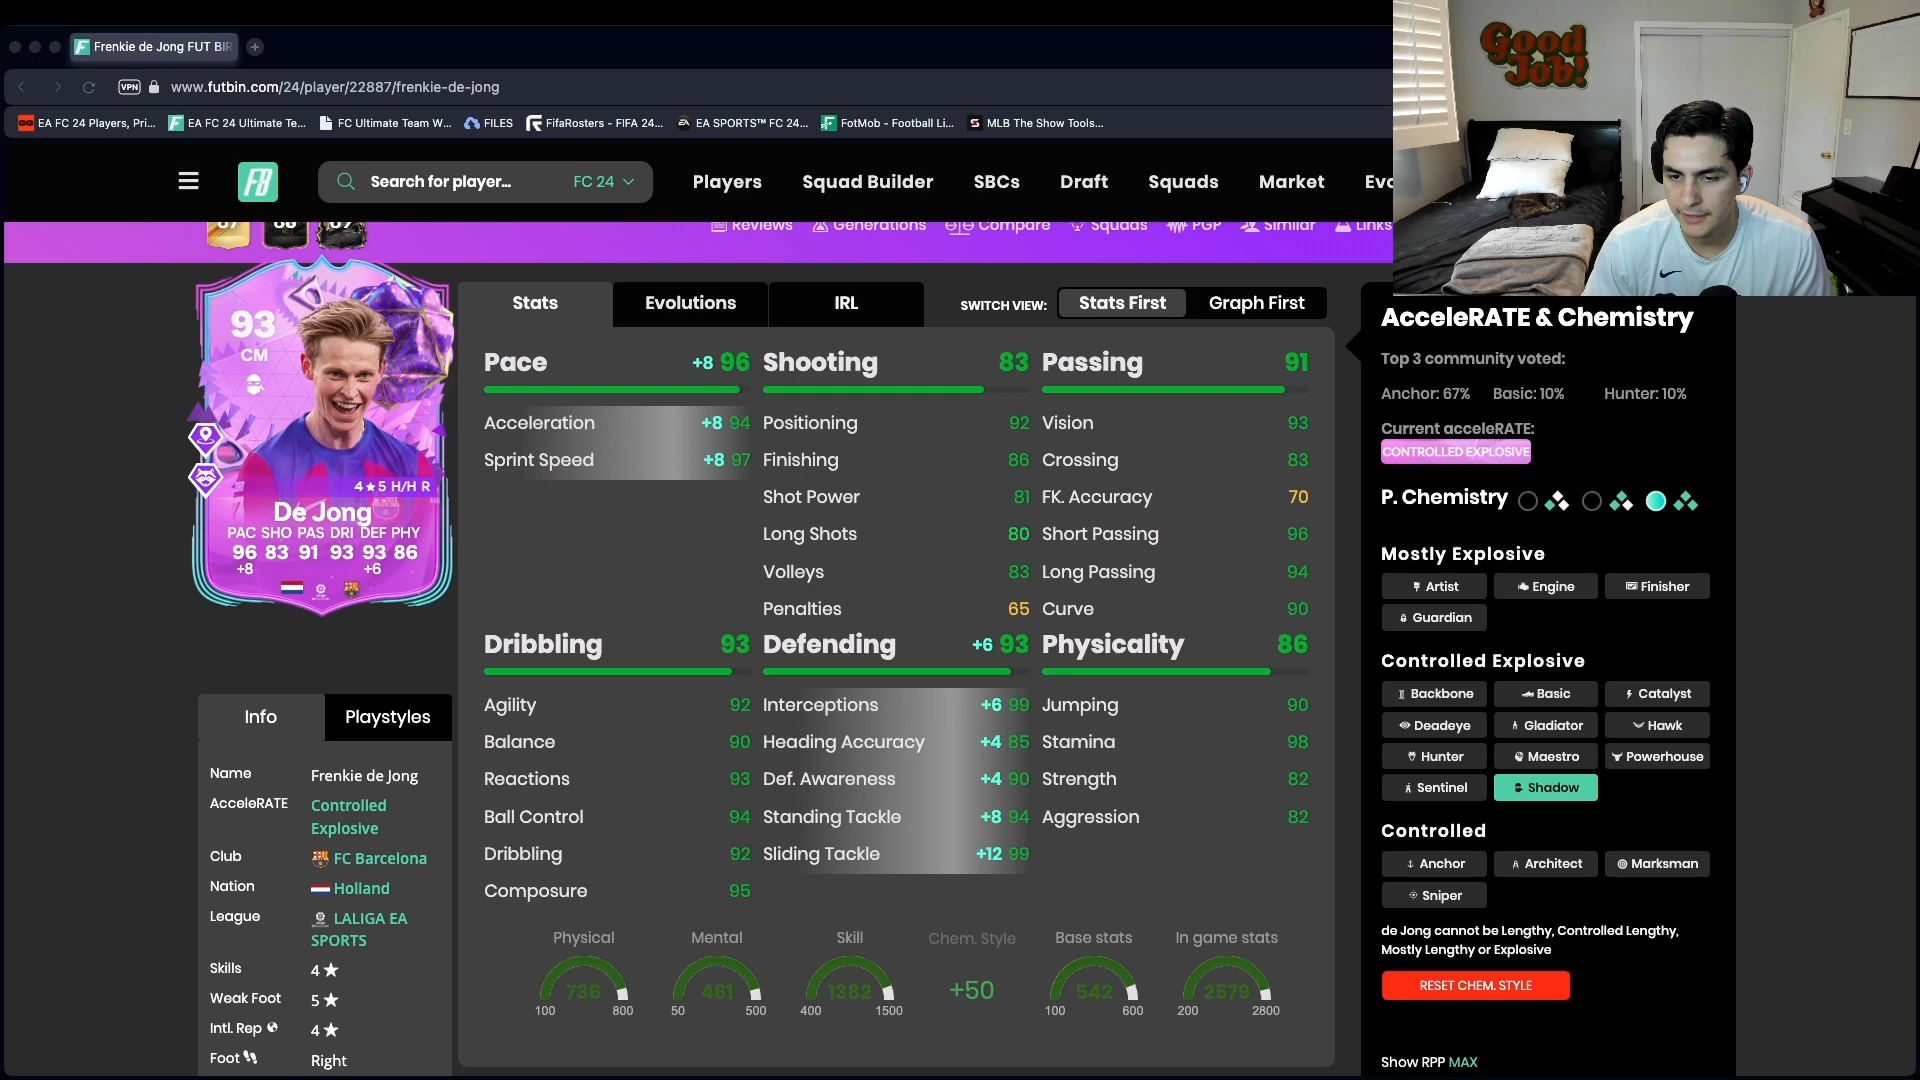 Frenkie de Jong FUT BIR
VPN www.futbin.com/24/player/22887/frenkie-de-jong
EA FC 24 Players, Pri... EA FC 24 Ultimate Te... FC Ultimate Team W... FILES FifaRosters - FIFA 24... EA SPORTS™ FC 24... FotMob - Football Li... MLB The Show Tools...
Good
Job!
Search for player... FC 24 Players Squad Builder SBCs Draft Squads Market Evo
87 88 89 Reviews Generations Compare Squads PGP Similar Links
93
CM
4★5 H/H R
De Jong
PAC SHO PAS DRI DEF PHY
96 83 91 93 93 86
+8 +6
Stats Evolutions IRL SWITCH VIEW: Stats First Graph First
Pace +8 96
Acceleration +8 94
Sprint Speed +8 97
Shooting 83
Positioning 92
Finishing 86
Shot Power 81
Long Shots 80
Volleys 83
Penalties 65
Passing 91
Vision 93
Crossing 83
FK. Accuracy 70
Short Passing 96
Long Passing 94
Curve 90
Dribbling 93
Agility 92
Balance 90
Reactions 93
Ball Control 94
Dribbling 92
Composure 95
Defending +6 93
Interceptions +6 99
Heading Accuracy +4 85
Def. Awareness +4 90
Standing Tackle +8 94
Sliding Tackle +12 99
Physicality 86
Jumping 90
Stamina 98
Strength 82
Aggression 82
Physical Mental Skill Chem. Style Base stats In game stats
736 461 1382 +50 542 2579
100 800 50 500 400 1500 100 600 200 2800
Info Playstyles
Name Frenkie de Jong
AcceleRATE Controlled
Explosive
Club FC Barcelona
Nation Holland
League LALIGA EA
SPORTS
Skills 4 ★
Weak Foot 5 ★
Intl. Rep 4 ★
Foot Right
AcceleRATE & Chemistry
Top 3 community voted:
Anchor: 67% Basic: 10% Hunter: 10%
Current acceleRATE:
CONTROLLED EXPLOSIVE
P. Chemistry
Mostly Explosive
Artist Engine Finisher
Guardian
Controlled Explosive
Backbone Basic Catalyst
Deadeye Gladiator Hawk
Hunter Maestro Powerhouse
Sentinel Shadow
Controlled
Anchor Architect Marksman
Sniper
de Jong cannot be Lengthy, Controlled Lengthy,
Mostly Lengthy or Explosive
RESET CHEM. STYLE
Show RPP MAX